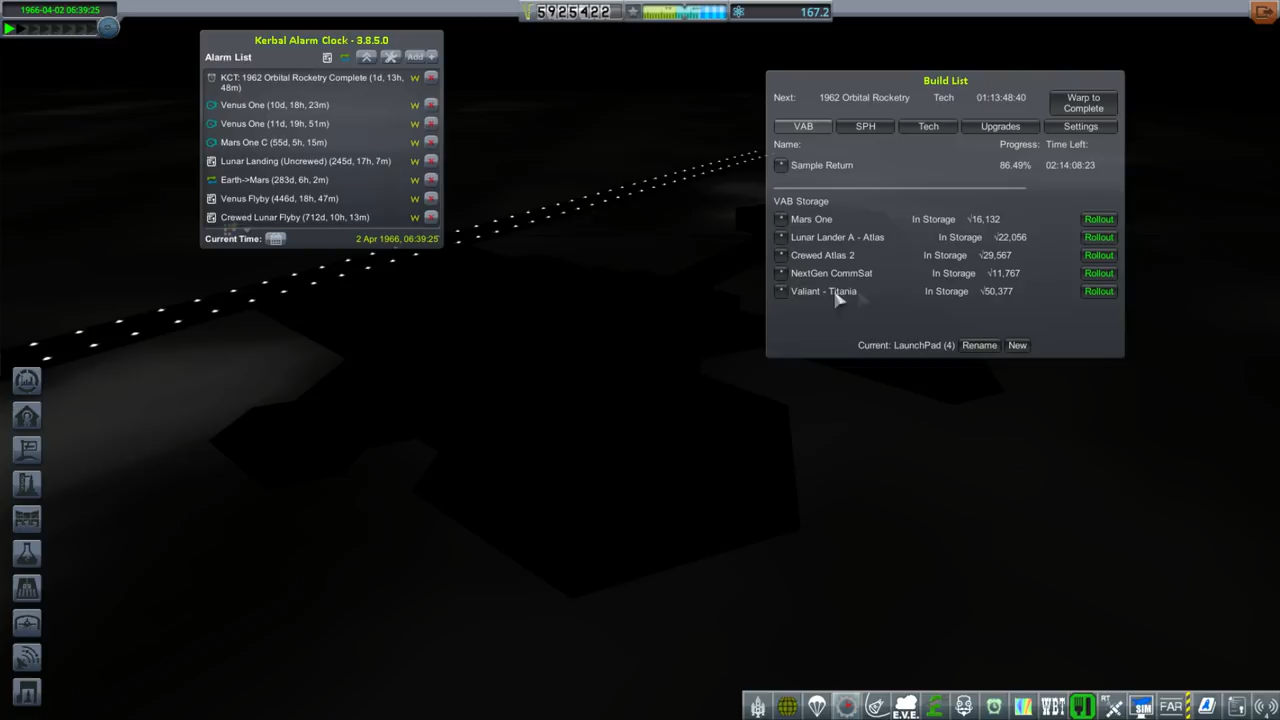 1966-04-02 06:39:25
5925422
167.2
Kerbal Alarm Clock - 3.8.5.0
Alarm List
Add +
KCT: 1962 Orbital Rocketry Complete (1d, 13h, 48m) W
Venus One (10d, 18h, 23m) W
Venus One (11d, 19h, 51m) W
Mars One C (55d, 5h, 15m) W
Lunar Landing (Uncrewed) (245d, 17h, 7m) W
Earth->Mars (283d, 6h, 2m) W
Venus Flyby (446d, 18h, 47m) W
Crewed Lunar Flyby (712d, 10h, 13m) W
Current Time: 2 Apr 1966, 06:39:25
Build List
Next: 1962 Orbital Rocketry Tech 01:13:48:40 Warp to Complete
VAB SPH Tech Upgrades Settings
Name: Progress: Time Left:
* Sample Return 86.49% 02:14:08:23
VAB Storage
* Mars One In Storage √16,132 Rollout
* Lunar Lander A - Atlas In Storage √22,056 Rollout
* Crewed Atlas 2 In Storage √29,567 Rollout
* NextGen CommSat In Storage √11,767 Rollout
* Valiant - Titania In Storage √50,377 Rollout
Current: LaunchPad (4) Rename New
E.V.E. WBT RT SIM FAR